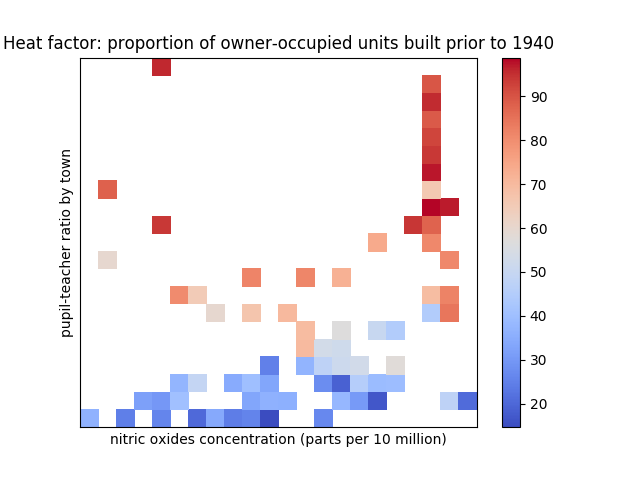 Heat factor: proportion of owner-occupied units built prior to 1940
pupil-teacher ratio by town
nitric oxides concentration (parts per 10 million)
90
80
70
60
50
40
30
20